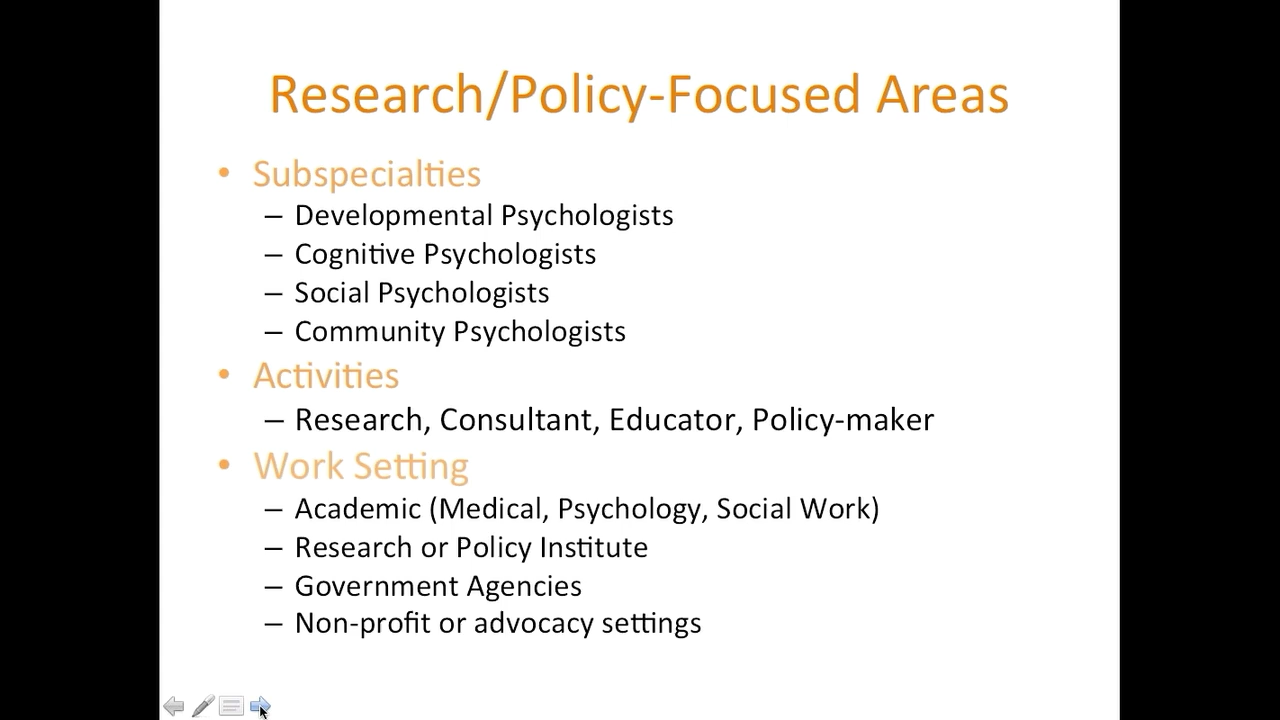 Research/Policy-Focused Areas
• Subspecialties
– Developmental Psychologists
– Cognitive Psychologists
– Social Psychologists
– Community Psychologists
• Activities
– Research, Consultant, Educator, Policy-maker
• Work Setting
– Academic (Medical, Psychology, Social Work)
– Research or Policy Institute
– Government Agencies
– Non-profit or advocacy settings